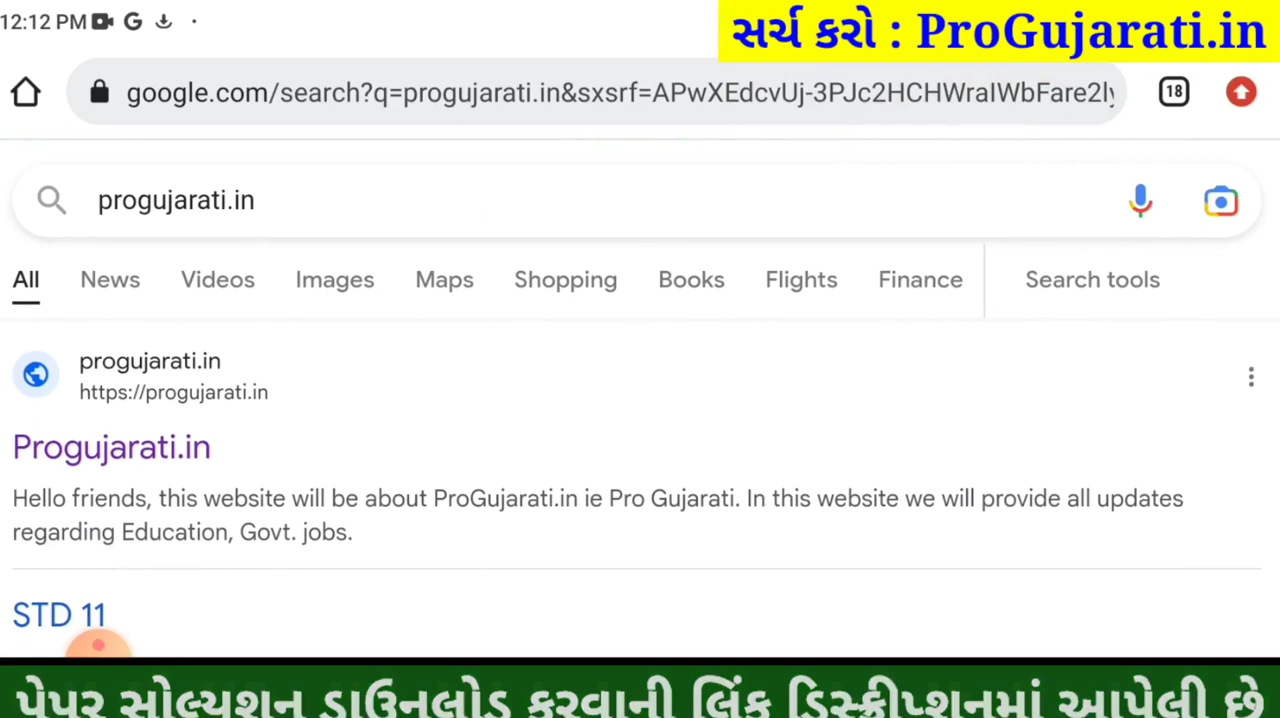 12:12 PM
સર્ચ કરો : ProGujarati.in
google.com/search?q=progujarati.in&sxsrf=APwXEdcvUj-3PJc2HCHWraIWbFare2ly
18
progujarati.in
All News Videos Images Maps Shopping Books Flights Finance Search tools
progujarati.in
https://progujarati.in
Progujarati.in
Hello friends, this website will be about ProGujarati.in ie Pro Gujarati. In this website we will provide all updates
regarding Education, Govt. jobs.
STD 11
પેપર સોલ્યુશન ડાઉનલોડ કરવાની લિંક ડિસ્ક્રીપ્શનમાં આપેલી છે